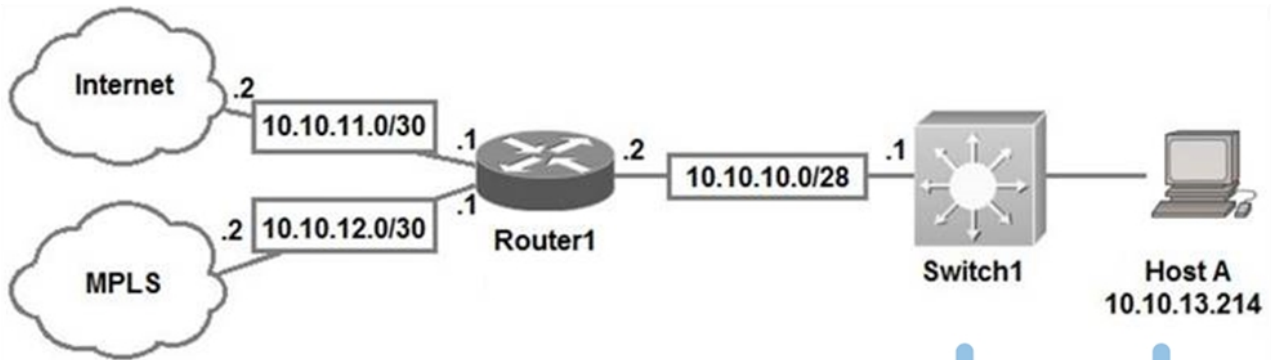 Internet
.2
10.10.11.0/30
.1
.2
10.10.10.0/28
.1
.1
.2
10.10.12.0/30
Router1
MPLS
Switch1
Host A
10.10.13.214